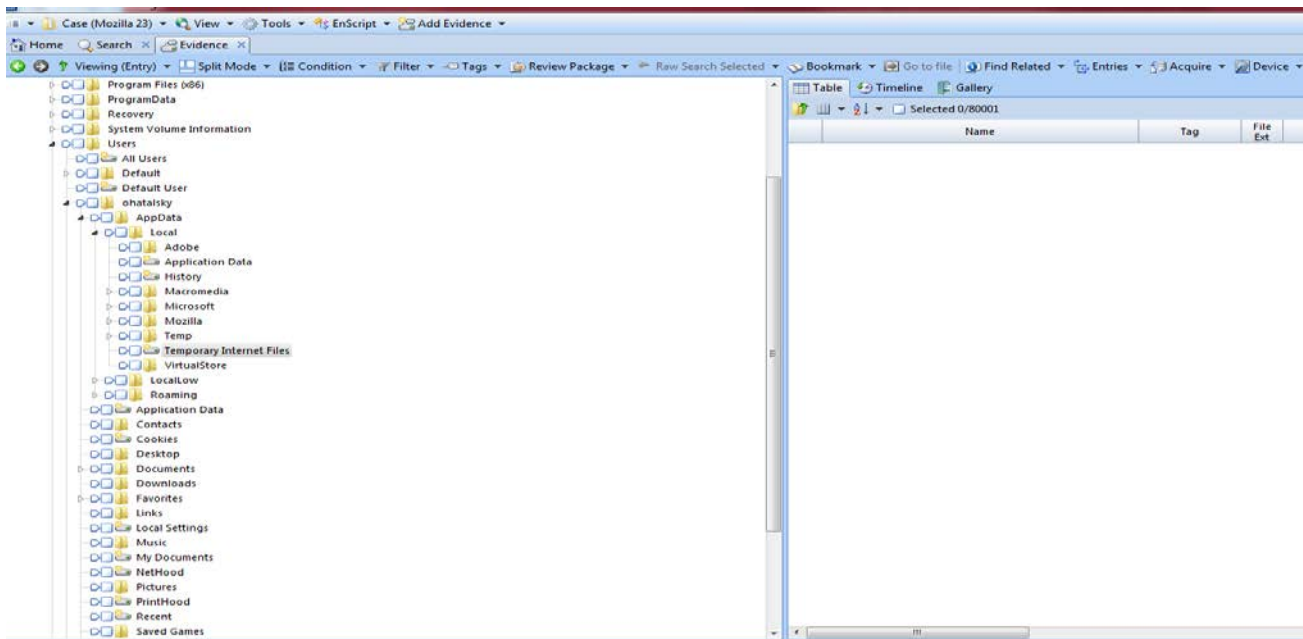 Case (Mozilla 23) View Tools EnScript Add Evidence
Home Search Evidence
Viewing (Entry) Split Mode Condition Filter Tags Review Package Raw Search Selected Bookmark Go to file Find Related Entries Acquire Device
Program Files (x86)
ProgramData
Recovery
System Volume Information
Users
All Users
Default
Default User
ohatalsky
AppData
Local
Adobe
Application Data
History
Macromedia
Microsoft
Mozilla
Temp
Temporary Internet Files
VirtualStore
LocalLow
Roaming
Application Data
Contacts
Cookies
Desktop
Documents
Downloads
Favorites
Links
Local Settings
Music
My Documents
NetHood
Pictures
PrintHood
Recent
Saved Games
Table Timeline Gallery
Selected 0/80001
Name Tag File Ext